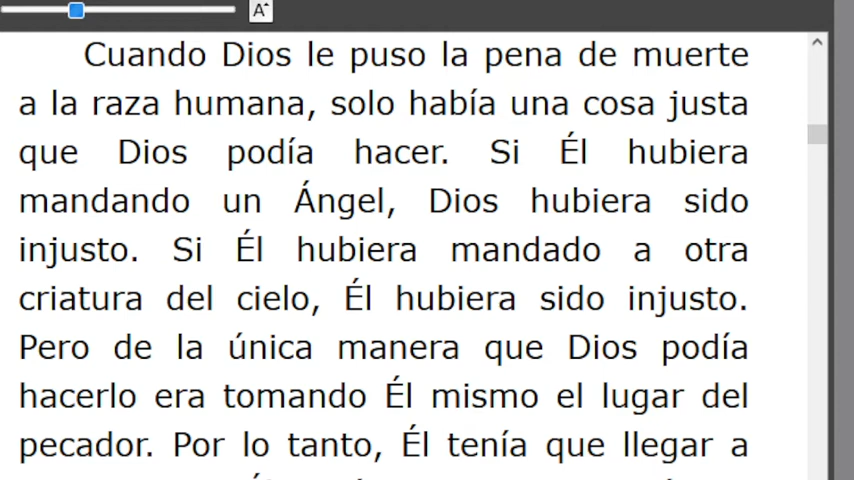 A
Cuando Dios le puso la pena de muerte
a la raza humana, solo había una cosa justa
que Dios podía hacer. Si Él hubiera
mandando un Ángel, Dios hubiera sido
injusto. Si Él hubiera mandado a otra
criatura del cielo, Él hubiera sido injusto.
Pero de la única manera que Dios podía
hacerlo era tomando Él mismo el lugar del
pecador. Por lo tanto, Él tenía que llegar a